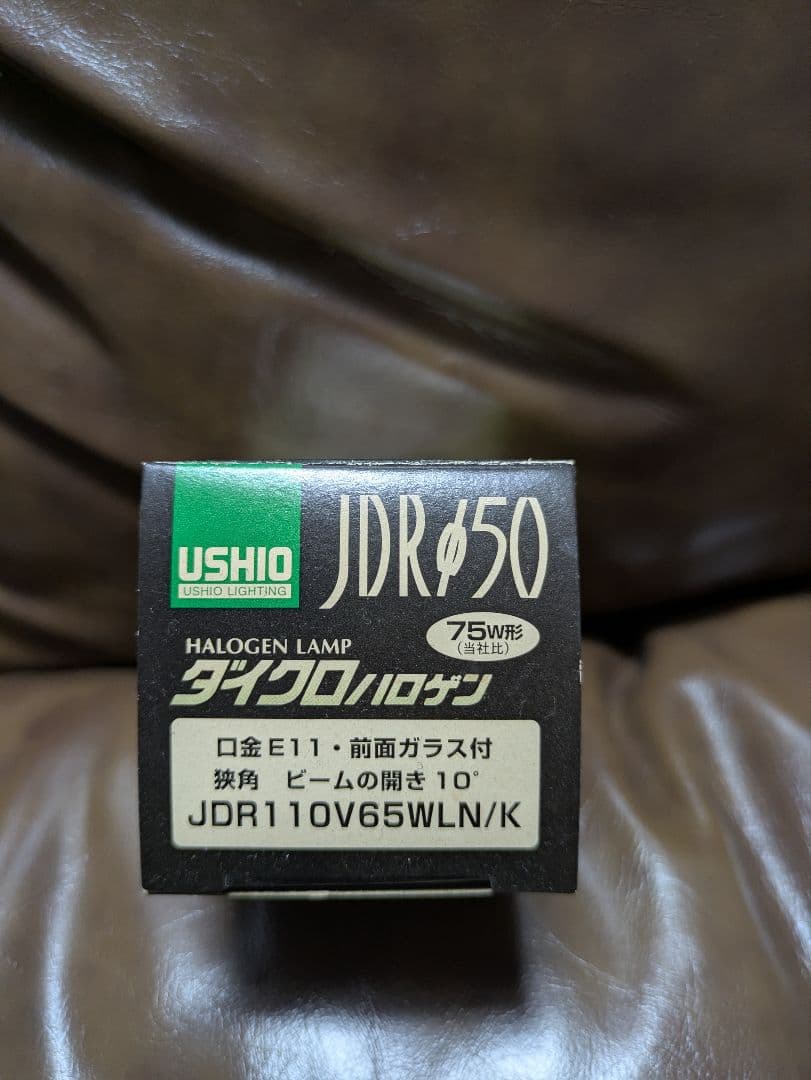 USHIO
USHIO LIGHTING
JDRφ50
75W形
(当社比)
HALOGEN LAMP
ダイクロハロゲン
口金E11・前面ガラス付
狭角 ビームの開き10°
JDR110V65WLN/K